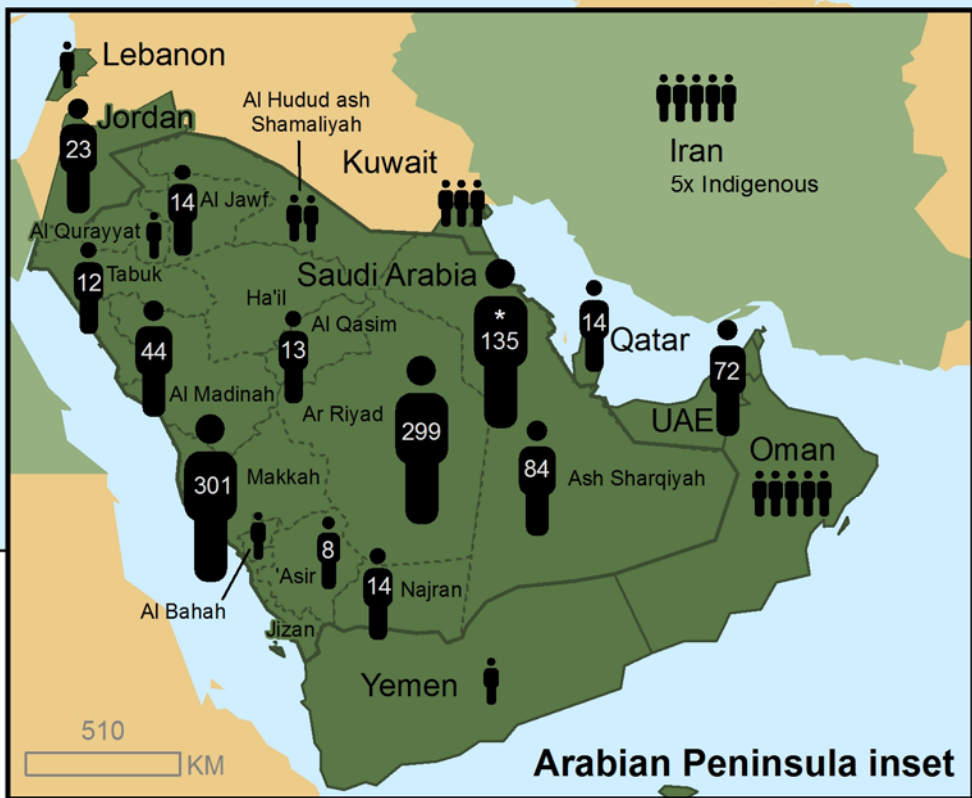 Lebanon
Al Hudud ash
Shamaliyah
Jordan
23
Kuwait
Iran
5x Indigenous
14
Al Jawf
Al Qurayyat
Tabuk
12
Saudi Arabia
Ha'il
*
135
14
Qatar
Al Qasim
13
44
Al Madinah
72
UAE
Ar Riyad
299
Oman
84
Ash Sharqiyah
301
Makkah
8
'Asir
14
Najran
Al Bahah
Jizan
Yemen
510
KM
Arabian Peninsula inset